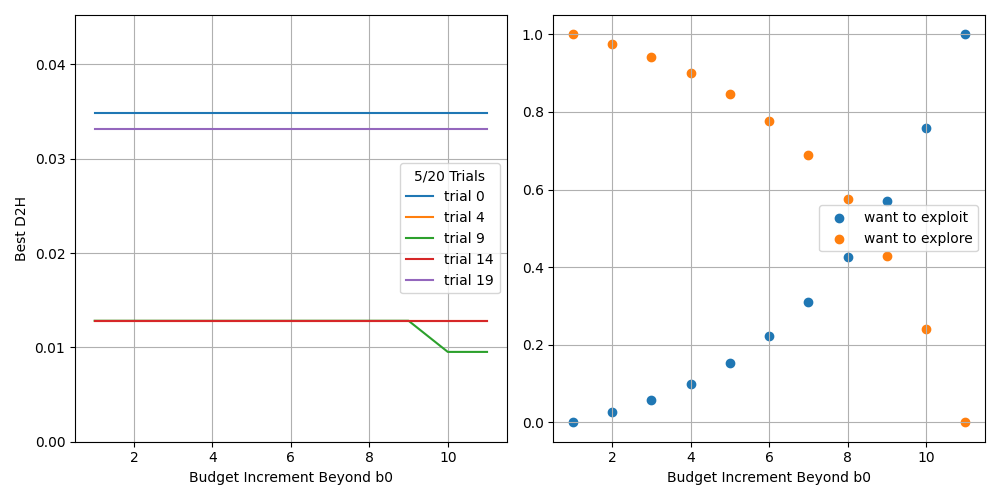 0.04
0.03
0.02
0.01
0.00
Best D2H
2 4 6 8 10
Budget Increment Beyond b0
5/20 Trials
trial 0
trial 4
trial 9
trial 14
trial 19
1.0
0.8
0.6
0.4
0.2
0.0
2 4 6 8 10
Budget Increment Beyond b0
want to exploit
want to explore